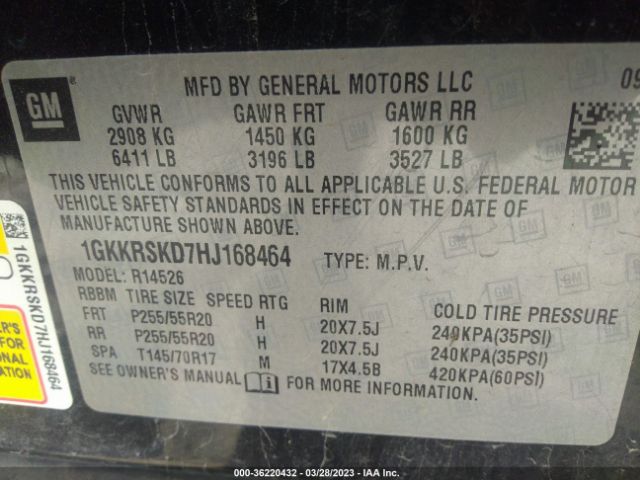 GM
®
MFD BY GENERAL MOTORS LLC
09
GVWR GAWR FRT GAWR RR
2908 KG 1450 KG 1600 KG
6411 LB 3196 LB 3527 LB
THIS VEHICLE CONFORMS TO ALL APPLICABLE U.S. FEDERAL MOTOR
VEHICLE SAFETY STANDARDS IN EFFECT ON THE DATE OF
MANUFACTURE SHOWN ABOVE.
1GKKRSKD7HJ168464 TYPE: M.P.V.
MODEL: R14526
RBBM TIRE SIZE SPEED RTG RIM COLD TIRE PRESSURE
FRT P255/55R20 H 20X7.5J 240KPA(35PSI)
RR P255/55R20 H 20X7.5J 240KPA(35PSI)
SPA T145/70R17 M 17X4.5B 420KPA(60PSI)
SEE OWNER'S MANUAL FOR MORE INFORMATION.
1GKKRSKD7HJ168464
ER'S
FOR
ONAL
ATION
000-36220432 - 03/28/2023 - IAA Inc.